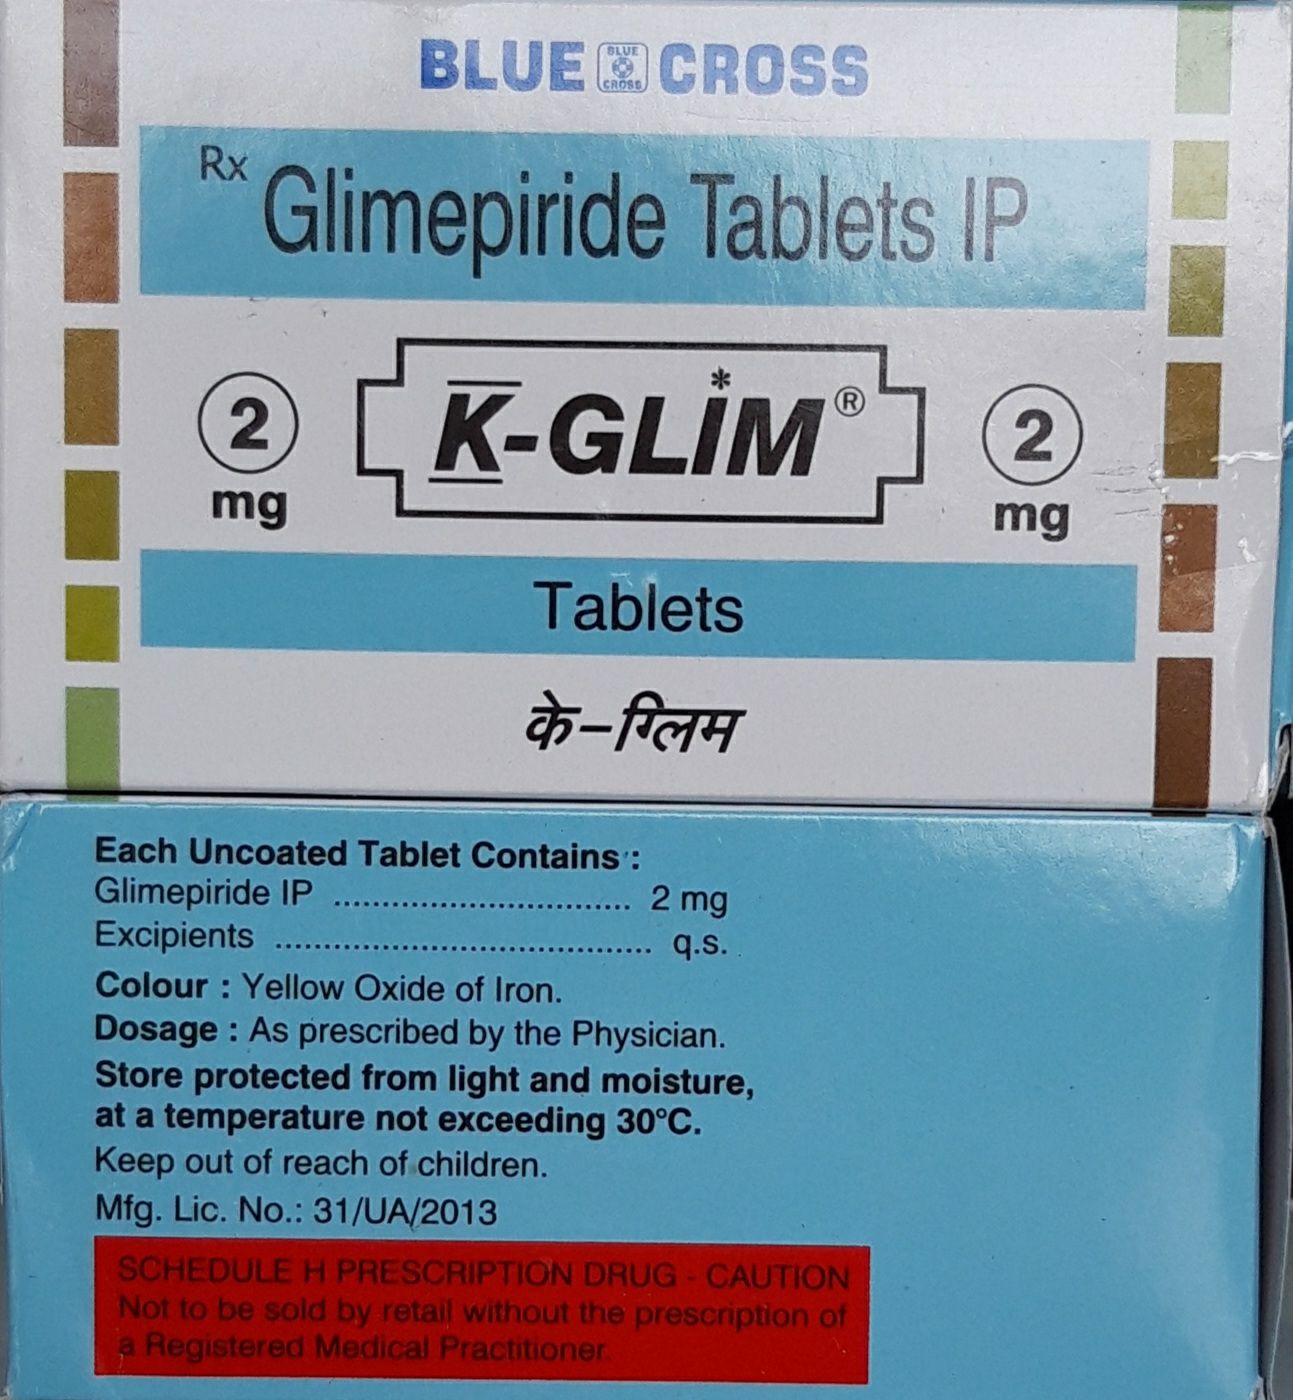 BLUE BLUE CROSS CROSS
Rx Glimepiride Tablets IP
2 mg K-GLIM® 2 mg
Tablets
के-ग्लिम
Each Uncoated Tablet Contains :
Glimepiride IP .............................. 2 mg
Excipients ...................................... q.s.
Colour : Yellow Oxide of Iron.
Dosage : As prescribed by the Physician.
Store protected from light and moisture,
at a temperature not exceeding 30°C.
Keep out of reach of children.
Mfg. Lic. No.: 31/UA/2013
SCHEDULE H PRESCRIPTION DRUG - CAUTION
Not to be sold by retail without the prescription of
a Registered Medical Practitioner.